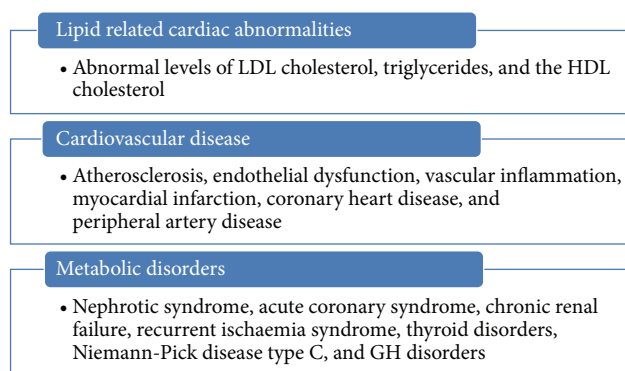 Lipid related cardiac abnormalities
• Abnormal levels of LDL cholesterol, triglycerides, and the HDL
cholesterol
Cardiovascular disease
• Atherosclerosis, endothelial dysfunction, vascular inflammation,
myocardial infarction, coronary heart disease, and
peripheral artery disease
Metabolic disorders
• Nephrotic syndrome, acute coronary syndrome, chronic renal
failure, recurrent ischaemia syndrome, thyroid disorders,
Niemann-Pick disease type C, and GH disorders